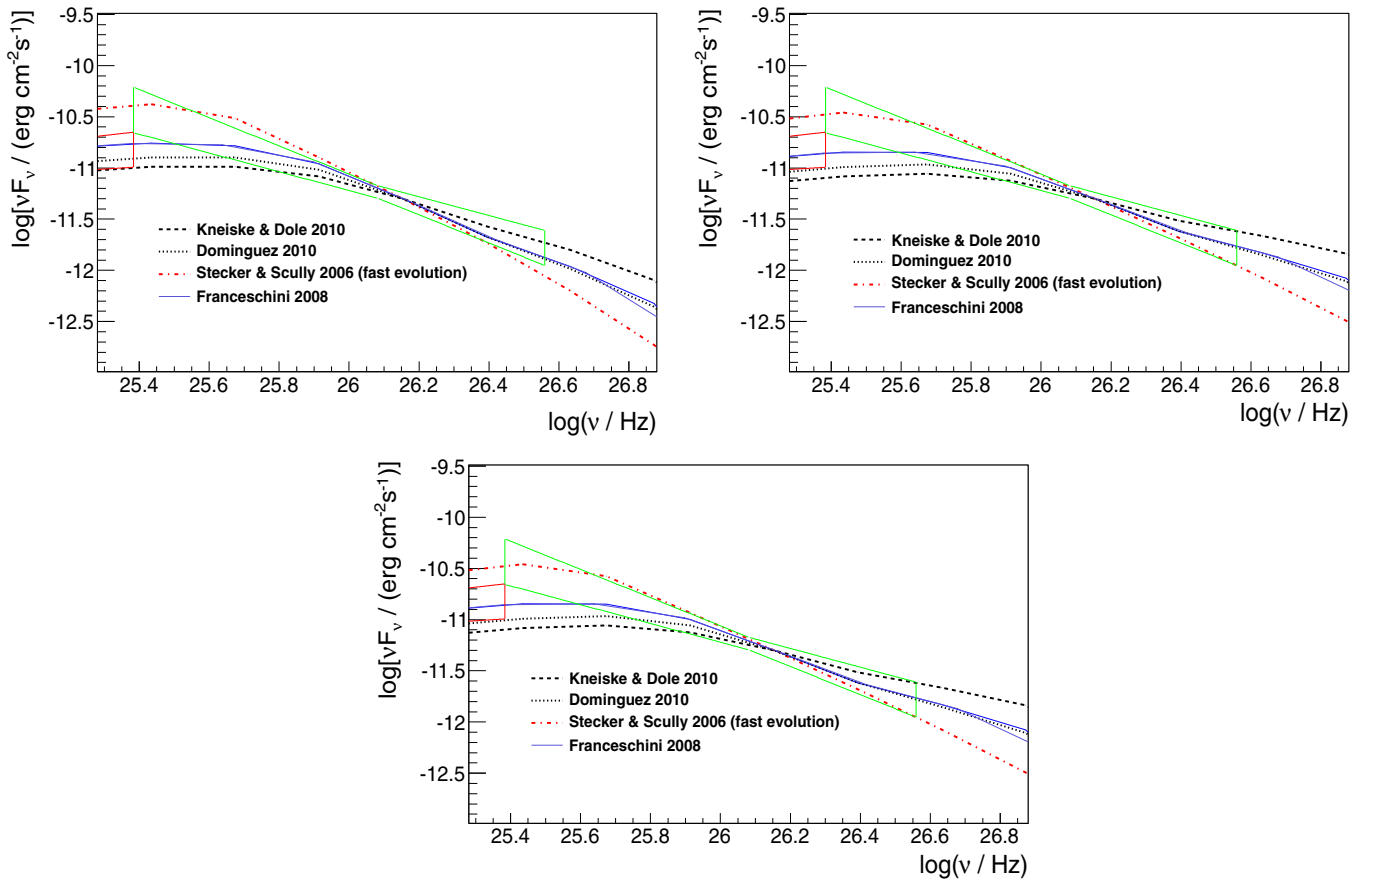 log[νFν / (erg cm-2s-1)]
-9.5
-10
-10.5
-11
-11.5
-12
-12.5
Kneiske & Dole 2010
Dominguez 2010
Stecker & Scully 2006 (fast evolution)
Franceschini 2008
25.4 25.6 25.8 26 26.2 26.4 26.6 26.8
log(ν / Hz)
log[νFν / (erg cm-2s-1)]
-9.5
-10
-10.5
-11
-11.5
-12
-12.5
Kneiske & Dole 2010
Dominguez 2010
Stecker & Scully 2006 (fast evolution)
Franceschini 2008
25.4 25.6 25.8 26 26.2 26.4 26.6 26.8
log(ν / Hz)
log[νFν / (erg cm-2s-1)]
-9.5
-10
-10.5
-11
-11.5
-12
-12.5
Kneiske & Dole 2010
Dominguez 2010
Stecker & Scully 2006 (fast evolution)
Franceschini 2008
25.4 25.6 25.8 26 26.2 26.4 26.6 26.8
log(ν / Hz)